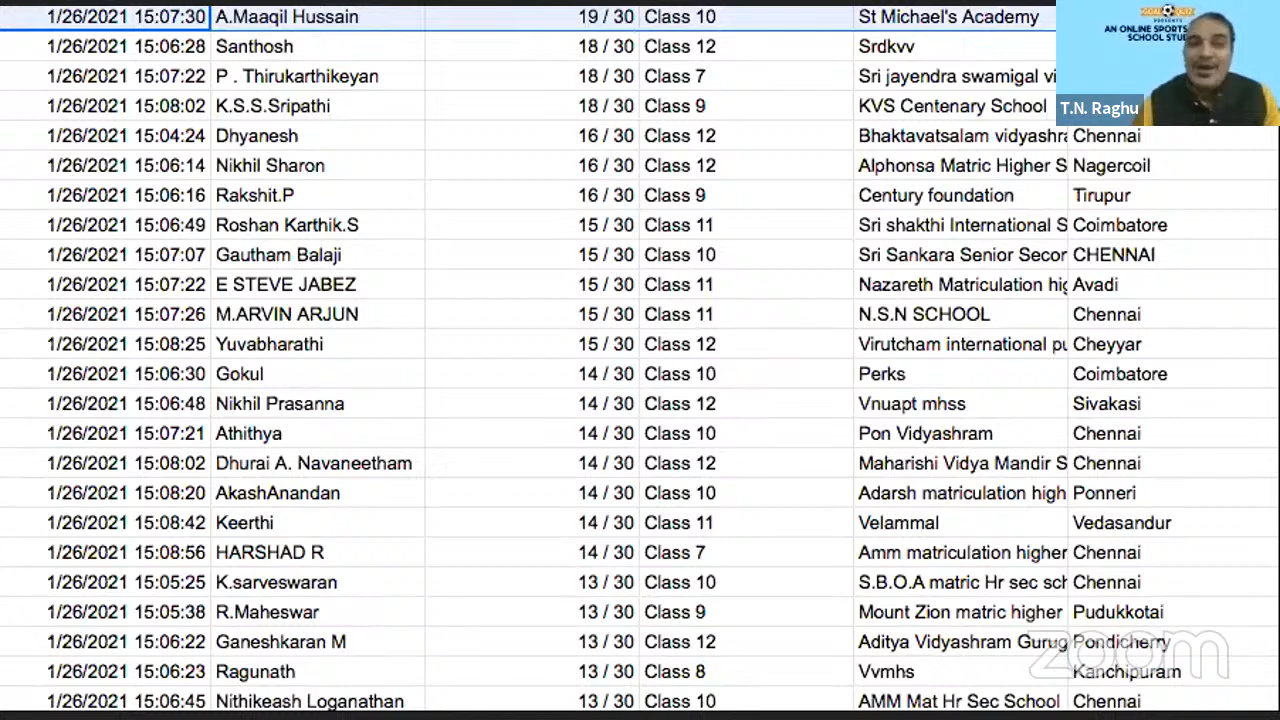 1/26/2021 15:07:30 A.Maaqil Hussain 19 / 30 Class 10 St Michael's Academy
PRESENTS
AN ONLINE SPORTS
SCHOOL STUD
T.N. Raghu
1/26/2021 15:06:28 Santhosh 18 / 30 Class 12 Srdkvv
1/26/2021 15:07:22 P . Thirukarthikeyan 18 / 30 Class 7 Sri jayendra swamigal vi
1/26/2021 15:08:02 K.S.S.Sripathi 18 / 30 Class 9 KVS Centenary School
1/26/2021 15:04:24 Dhyanesh 16 / 30 Class 12 Bhaktavatsalam vidyashra Chennai
1/26/2021 15:06:14 Nikhil Sharon 16 / 30 Class 12 Alphonsa Matric Higher S Nagercoil
1/26/2021 15:06:16 Rakshit.P 16 / 30 Class 9 Century foundation Tirupur
1/26/2021 15:06:49 Roshan Karthik.S 15 / 30 Class 11 Sri shakthi International S Coimbatore
1/26/2021 15:07:07 Gautham Balaji 15 / 30 Class 10 Sri Sankara Senior Secor CHENNAI
1/26/2021 15:07:22 E STEVE JABEZ 15 / 30 Class 11 Nazareth Matriculation hig Avadi
1/26/2021 15:07:26 M.ARVIN ARJUN 15 / 30 Class 11 N.S.N SCHOOL Chennai
1/26/2021 15:08:25 Yuvabharathi 15 / 30 Class 12 Virutcham international pu Cheyyar
1/26/2021 15:06:30 Gokul 14 / 30 Class 10 Perks Coimbatore
1/26/2021 15:06:48 Nikhil Prasanna 14 / 30 Class 12 Vnuapt mhss Sivakasi
1/26/2021 15:07:21 Athithya 14 / 30 Class 10 Pon Vidyashram Chennai
1/26/2021 15:08:02 Dhurai A. Navaneetham 14 / 30 Class 12 Maharishi Vidya Mandir S Chennai
1/26/2021 15:08:20 AkashAnandan 14 / 30 Class 10 Adarsh matriculation high Ponneri
1/26/2021 15:08:42 Keerthi 14 / 30 Class 11 Velammal Vedasandur
1/26/2021 15:08:56 HARSHAD R 14 / 30 Class 7 Amm matriculation higher Chennai
1/26/2021 15:05:25 K.sarveswaran 13 / 30 Class 10 S.B.O.A matric Hr sec sch Chennai
1/26/2021 15:05:38 R.Maheswar 13 / 30 Class 9 Mount Zion matric higher Pudukkotai
1/26/2021 15:06:22 Ganeshkaran M 13 / 30 Class 12 Aditya Vidyashram Gurug Pondicherry
zoom
1/26/2021 15:06:23 Ragunath 13 / 30 Class 8 Vvmhs Kanchipuram
1/26/2021 15:06:45 Nithikeash Loganathan 13 / 30 Class 10 AMM Mat Hr Sec School Chennai